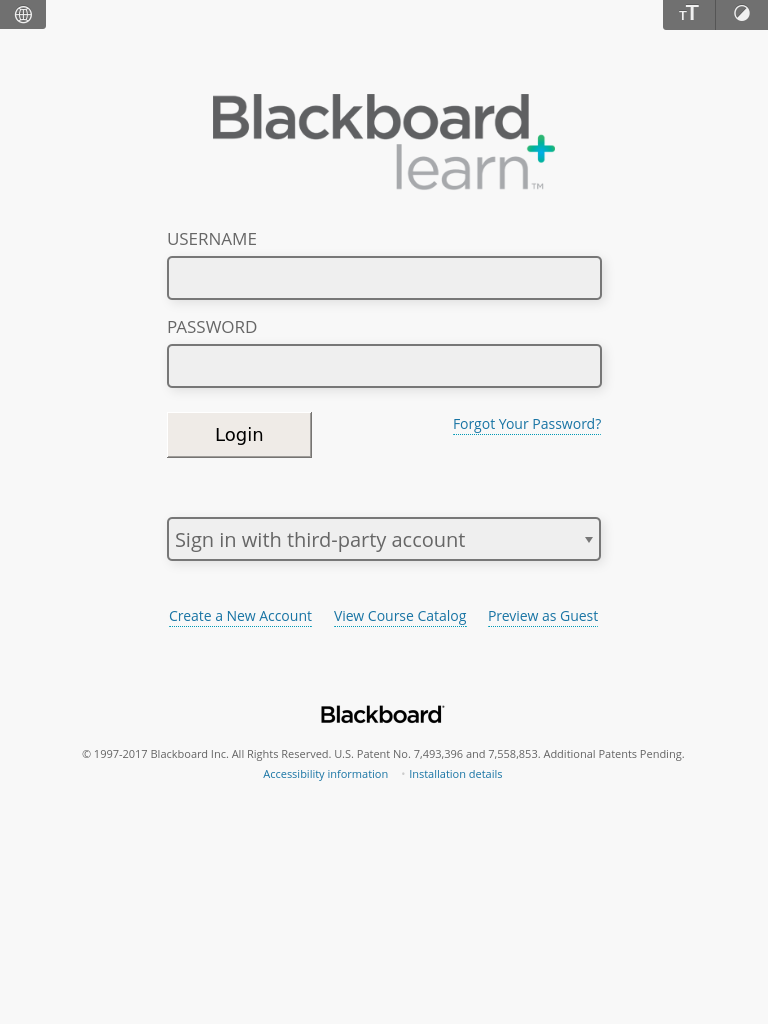 TT
Blackboard
learn™
USERNAME
PASSWORD
Login
Forgot Your Password?
Sign in with third-party account
Create a New Account View Course Catalog Preview as Guest
Blackboard
© 1997-2017 Blackboard Inc. All Rights Reserved. U.S. Patent No. 7,493,396 and 7,558,853. Additional Patents Pending.
Accessibility information • Installation details